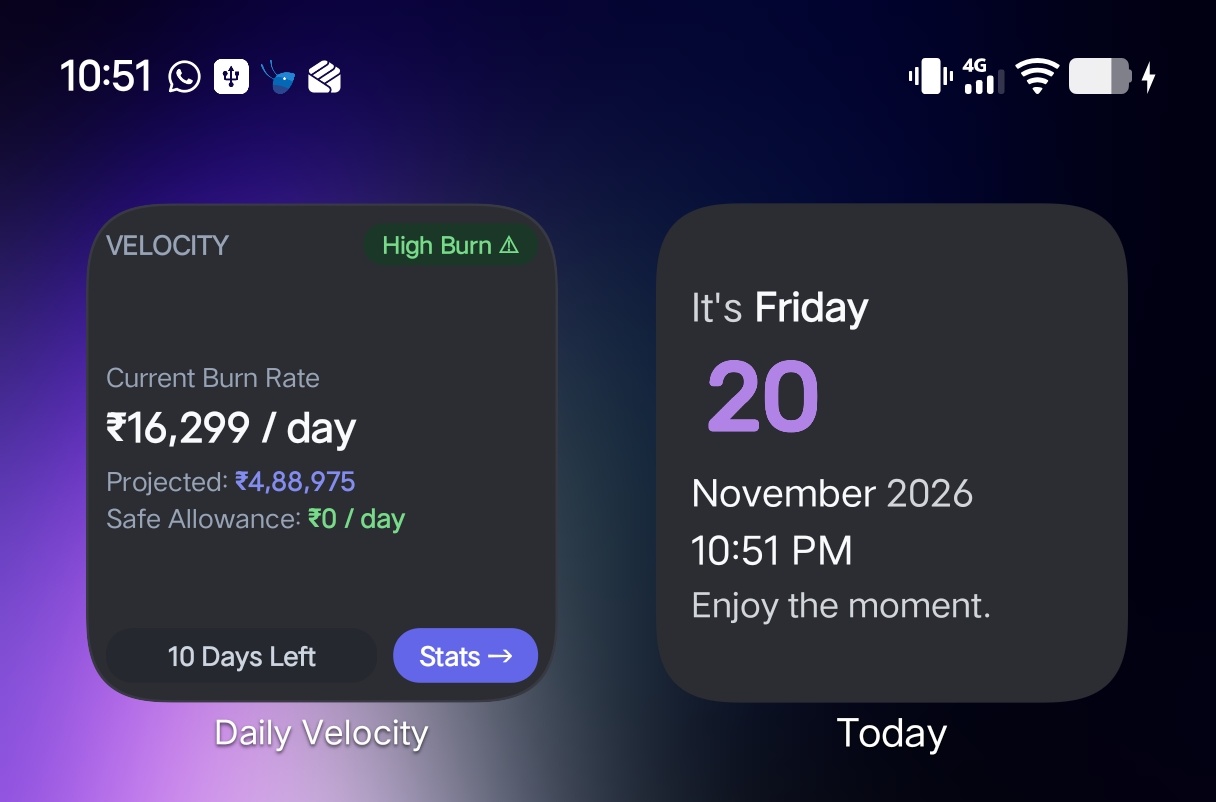 10:51 4G
VELOCITY High Burn ⚠
Current Burn Rate
₹16,299 / day
Projected: ₹4,88,975
Safe Allowance: ₹0 / day
10 Days Left Stats →
Daily Velocity
It's Friday
20
November 2026
10:51 PM
Enjoy the moment.
Today